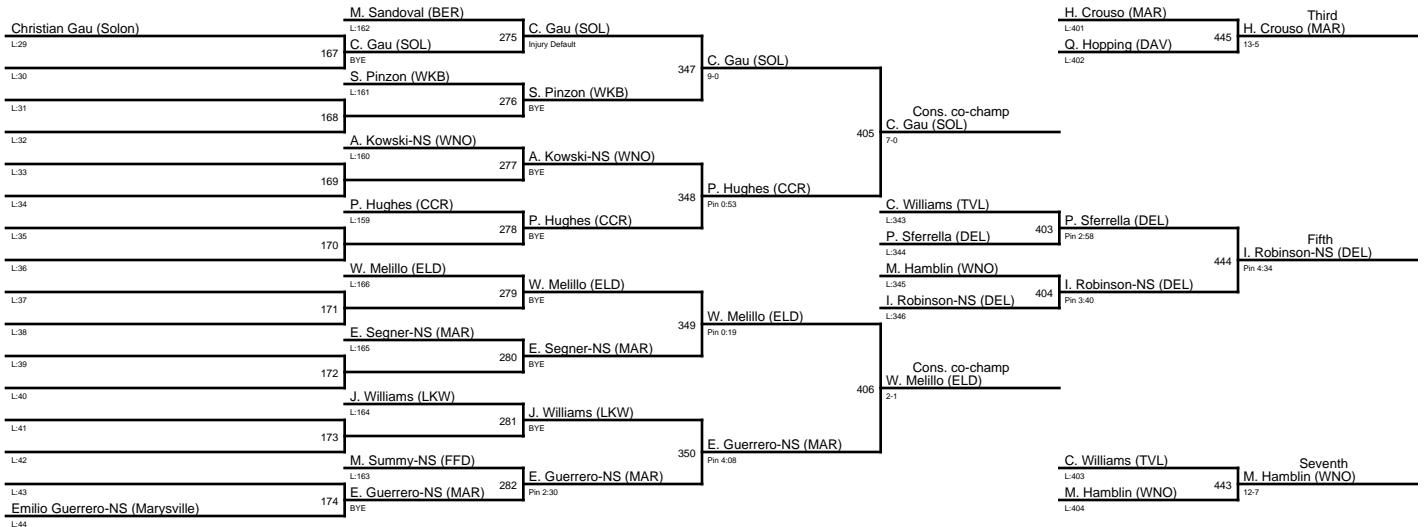 Christian Gau (Solon)
L:29
L:30
L:31
L:32
L:33
L:34
L:35
L:36
L:37
L:38
L:39
L:40
L:41
L:42
L:43
Emilio Guerrero-NS (Marysville)
L:44
167
168
169
170
171
172
173
174
M. Sandoval (BER)
L:162
C. Gau (SOL)
BYE
S. Pinzon (WKB)
L:161
A. Kowski-NS (WNO)
L:160
P. Hughes (CCR)
L:159
W. Melillo (ELD)
L:166
E. Segner-NS (MAR)
L:165
J. Williams (LKW)
L:164
M. Summy-NS (FFD)
L:163
E. Guerrero-NS (MAR)
BYE
275
276
277
278
279
280
281
282
C. Gau (SOL)
Injury Default
S. Pinzon (WKB)
BYE
A. Kowski-NS (WNO)
BYE
P. Hughes (CCR)
BYE
W. Melillo (ELD)
BYE
E. Segner-NS (MAR)
BYE
J. Williams (LKW)
BYE
E. Guerrero-NS (MAR)
Pin 2:30
347
348
349
350
C. Gau (SOL)
9-0
P. Hughes (CCR)
Pin 0:53
W. Melillo (ELD)
Pin 0:19
E. Guerrero-NS (MAR)
Pin 4:08
405
406
Cons. co-champ
C. Gau (SOL)
7-0
Cons. co-champ
W. Melillo (ELD)
2-1
C. Williams (TVL)
L:343
P. Sferrella (DEL)
L:344
M. Hamblin (WNO)
L:345
I. Robinson-NS (DEL)
L:346
403
404
P. Sferrella (DEL)
Pin 2:58
I. Robinson-NS (DEL)
Pin 3:40
444
Fifth
I. Robinson-NS (DEL)
Pin 4:34
H. Crouso (MAR)
L:401
Q. Hopping (DAV)
L:402
445
Third
H. Crouso (MAR)
13-5
C. Williams (TVL)
L:403
M. Hamblin (WNO)
L:404
443
Seventh
M. Hamblin (WNO)
12-7